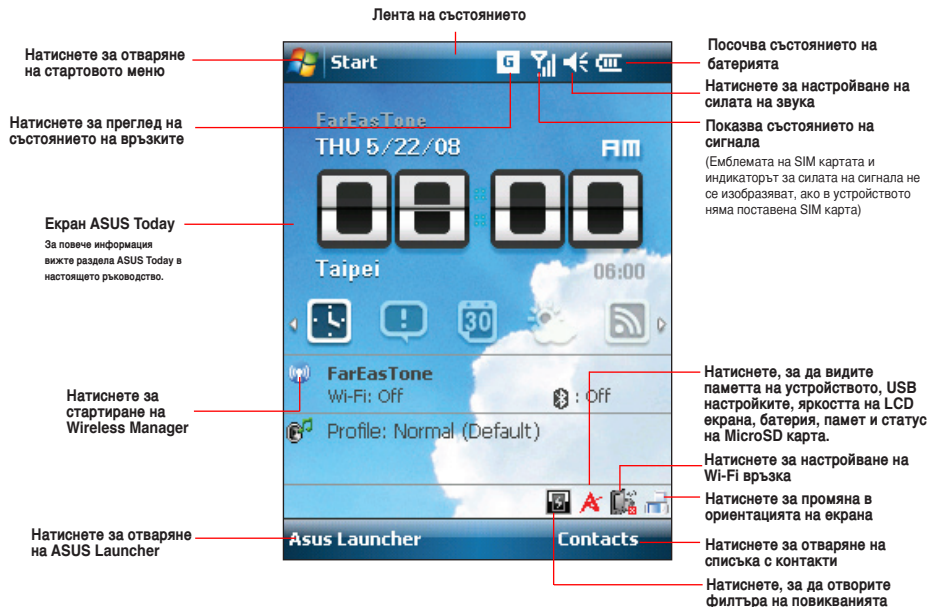 Лента на състоянието
Натиснете за отваряне
на стартовото меню
Натиснете за преглед на
състоянието на връзките
Екран ASUS Today
За повече информация
вижте раздела ASUS Today в
настоящето ръководство.
Натиснете за
стартиране на
Wireless Manager
Натиснете за отваряне
на ASUS Launcher
Start
G
FarEasTone
THU 5/22/08
AM
08:00
Taipei
06:00
30
FarEasTone
Wi-Fi: Off
: Off
Profile: Normal (Default)
Asus Launcher
Contacts
Посочва състоянието на
батерията
Натиснете за настройване на
силата на звука
Показва състоянието на
сигнала
(Емблемата на SIM картата и
индикаторът за силата на сигнала не
се изобразяват, ако в устройството
няма поставена SIM карта)
Натиснете, за да видите
паметта на устройството, USB
настройките, яркостта на LCD
екрана, батерия, памет и статус
на MicroSD карта.
Натиснете за настройване на
Wi-Fi връзка
Натиснете за промяна в
ориентацията на екрана
Натиснете за отваряне на
списъка с контакти
Натиснете, за да отворите
филтъра на повикванията